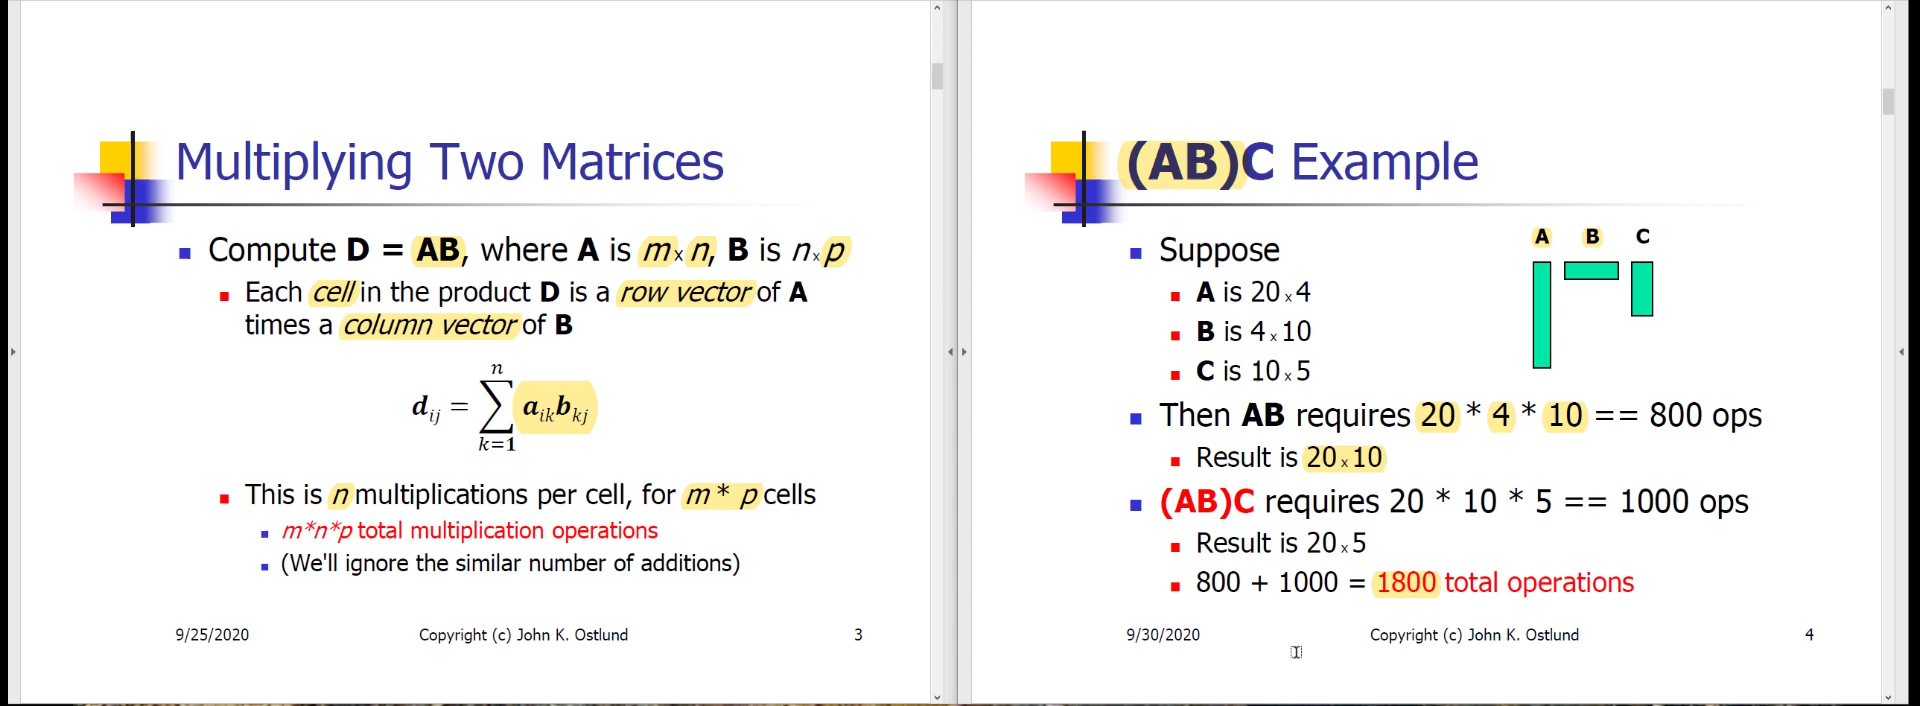 Multiplying Two Matrices
Compute D = AB, where A is m x n, B is n x p
Each cell in the product D is a row vector of A
times a column vector of B
n
d_ij = ∑ a_ik b_kj
k=1
This is n multiplications per cell, for m * p cells
m*n*p total multiplication operations
(We'll ignore the similar number of additions)
9/25/2020 Copyright (c) John K. Ostlund 3
(AB)C Example
A B C
Suppose
A is 20 x 4
B is 4 x 10
C is 10 x 5
Then AB requires 20 * 4 * 10 == 800 ops
Result is 20 x 10
(AB)C requires 20 * 10 * 5 == 1000 ops
Result is 20 x 5
800 + 1000 = 1800 total operations
9/30/2020 Copyright (c) John K. Ostlund 4